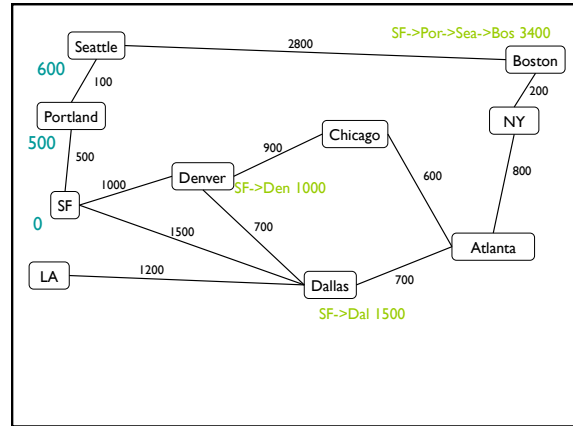 SF->Por->Sea->Bos 3400
Seattle
2800
Boston
600
100
200
Portland
NY
500
Chicago
500
900
1000
Denver
600
800
SF->Den 1000
SF
0
1500
700
Atlanta
LA
1200
Dallas
700
SF->Dal 1500